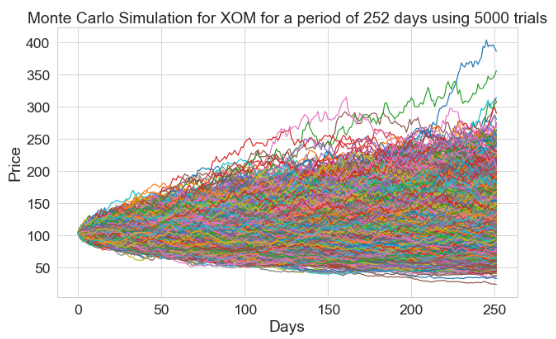 Monte Carlo Simulation for XOM for a period of 252 days using 5000 trials
400
350
300
250
200
150
100
50
Price
0 50 100 150 200 250
Days